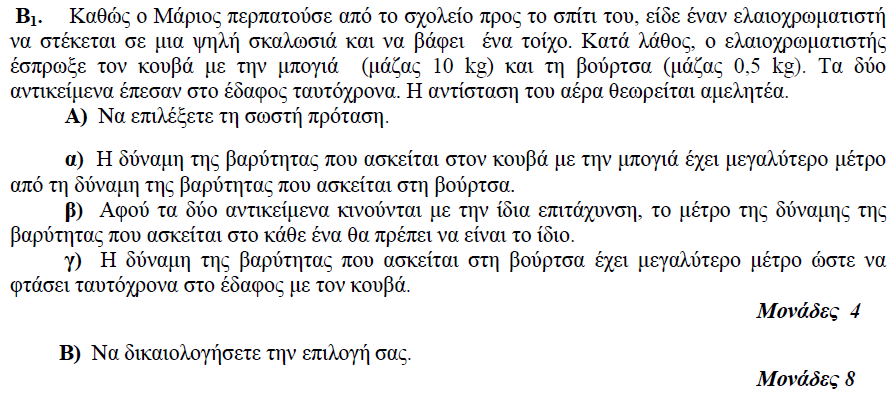 Β1. Καθώς ο Μάριος περπατούσε από το σχολείο προς το σπίτι του, είδε έναν ελαιοχρωματιστή
να στέκεται σε μια ψηλή σκαλωσιά και να βάφει ένα τοίχο. Κατά λάθος, ο ελαιοχρωματιστής
έσπρωξε τον κουβά με την μπογιά (μάζας 10 kg) και τη βούρτσα (μάζας 0,5 kg). Τα δύο
αντικείμενα έπεσαν στο έδαφος ταυτόχρονα. Η αντίσταση του αέρα θεωρείται αμελητέα.
Α) Να επιλέξετε τη σωστή πρόταση.
α) Η δύναμη της βαρύτητας που ασκείται στον κουβά με την μπογιά έχει μεγαλύτερο μέτρο
από τη δύναμη της βαρύτητας που ασκείται στη βούρτσα.
β) Αφού τα δύο αντικείμενα κινούνται με την ίδια επιτάχυνση, το μέτρο της δύναμης της
βαρύτητας που ασκείται στο κάθε ένα θα πρέπει να είναι το ίδιο.
γ) Η δύναμη της βαρύτητας που ασκείται στη βούρτσα έχει μεγαλύτερο μέτρο ώστε να
φτάσει ταυτόχρονα στο έδαφος με τον κουβά.
Μονάδες 4
Β) Να δικαιολογήσετε την επιλογή σας.
Μονάδες 8